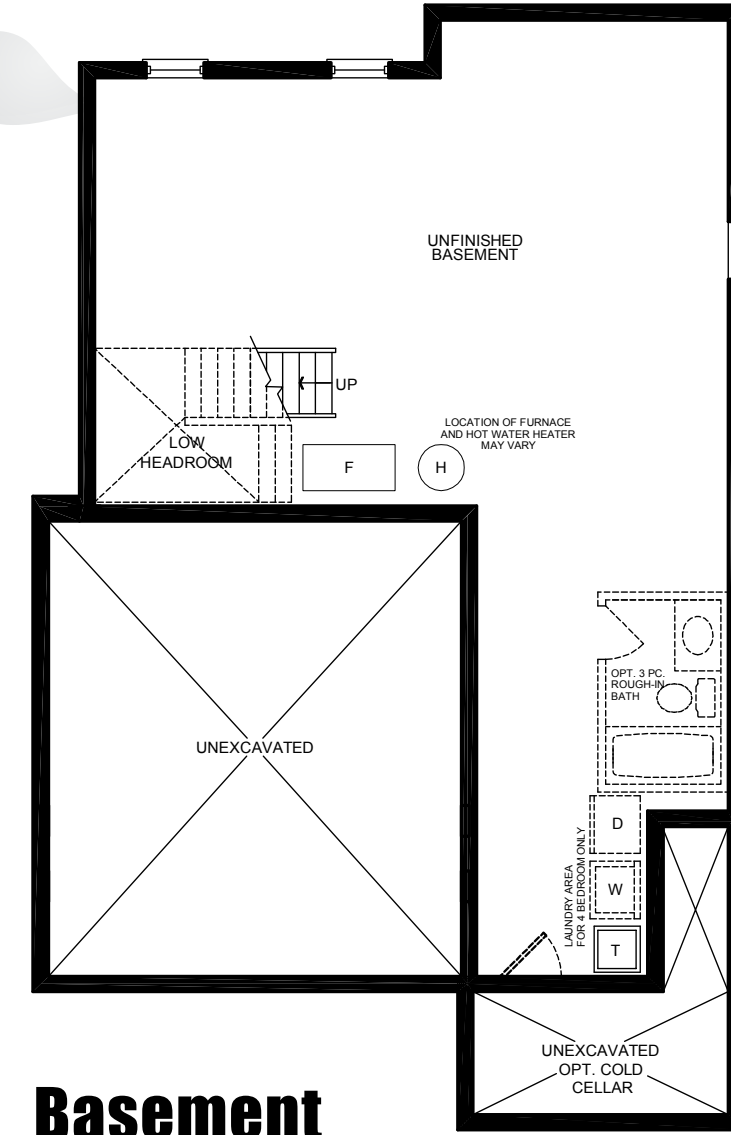 UNFINISHED
BASEMENT
UP
LOCATION OF FURNACE
AND HOT WATER HEATER
MAY VARY
LOW
HEADROOM
F
H
OPT. 3 PC.
ROUGH-IN
BATH
UNEXCAVATED
D
LAUNDRY AREA
FOR 4 BEDROOM ONLY
W
T
UNEXCAVATED
OPT. COLD
CELLAR
Basement